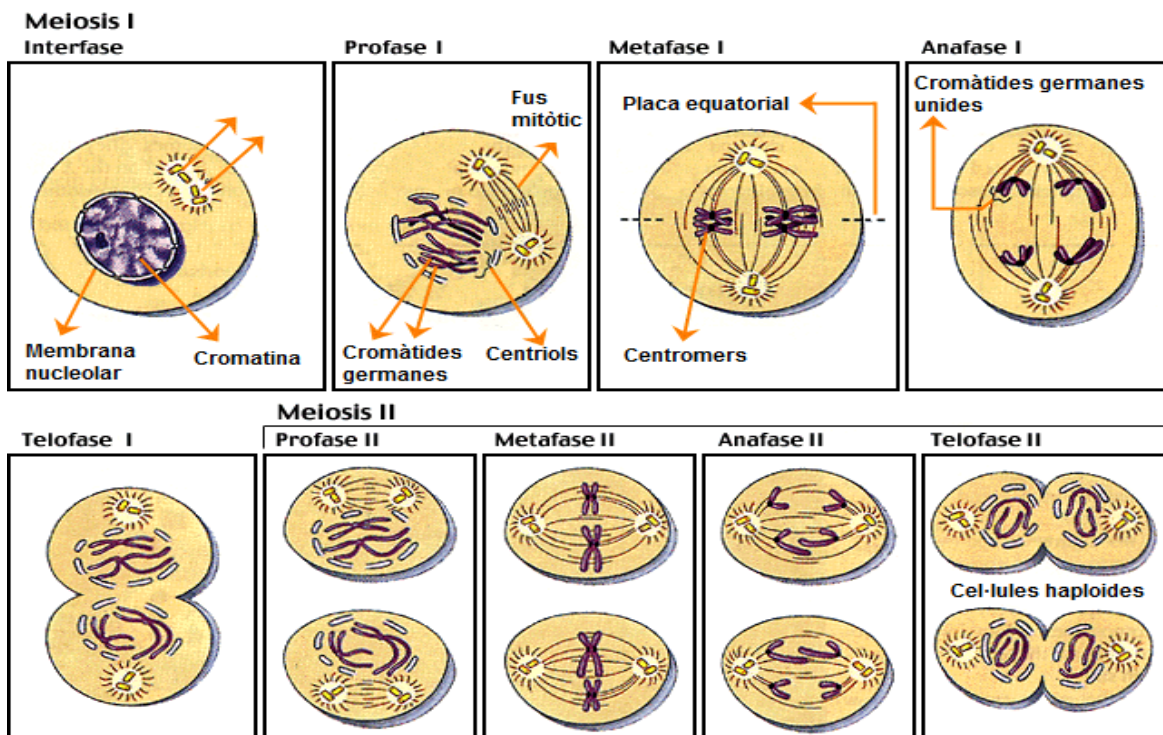 Meiosis I
Interfase
Profase I
Metafase I
Anafase I
Fus
mitòtic
Placa equatorial
Cromàtides germanes
unides
Membrana
nucleolar
Cromatina
Cromàtides
germanes
Centriols
Centromers
Meiosis II
Telofase I
Profase II
Metafase II
Anafase II
Telofase II
Cel·lules haploides